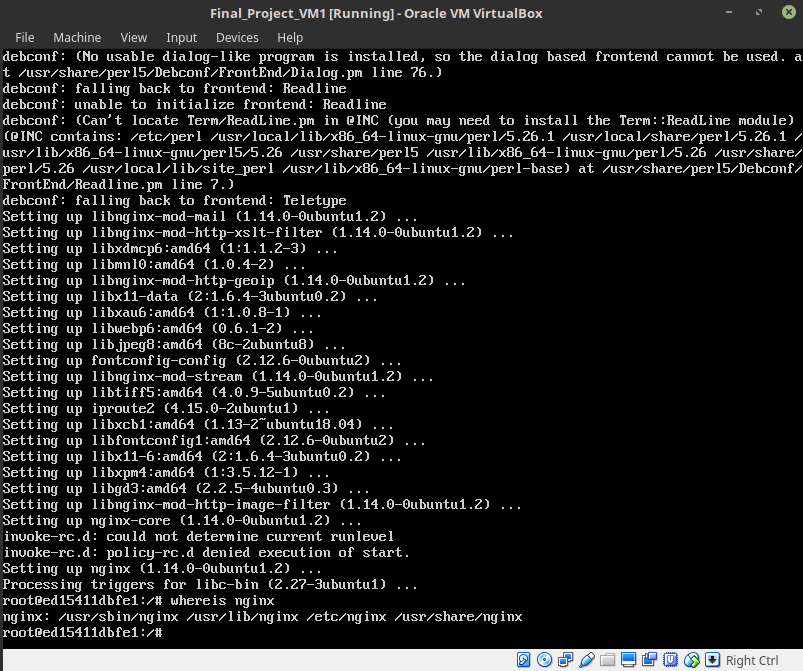 Final_Project_VM1 [Running] - Oracle VM VirtualBox
File Machine View Input Devices Help
debconf: (No usable dialog-like program is installed, so the dialog based frontend cannot be used. a
t /usr/share/perl5/Debconf/FrontEnd/Dialog.pm line 76.)
debconf: falling back to frontend: Readline
debconf: unable to initialize frontend: Readline
debconf: (Can't locate Term/ReadLine.pm in @INC (you may need to install the Term::ReadLine module)
(@INC contains: /etc/perl /usr/local/lib/x86_64-linux-gnu/perl/5.26.1 /usr/local/share/perl/5.26.1 /
usr/lib/x86_64-linux-gnu/perl5/5.26 /usr/share/perl5 /usr/lib/x86_64-linux-gnu/perl/5.26 /usr/share/
perl/5.26 /usr/local/lib/site_perl /usr/lib/x86_64-linux-gnu/perl-base) at /usr/share/perl5/Debconf/
FrontEnd/Readline.pm line 7.)
debconf: falling back to frontend: Teletype
Setting up libnginx-mod-mail (1.14.0-0ubuntu1.2) ...
Setting up libnginx-mod-http-xslt-filter (1.14.0-0ubuntu1.2) ...
Setting up libxdmcp6:amd64 (1:1.1.2-3) ...
Setting up libmnl0:amd64 (1.0.4-2) ...
Setting up libnginx-mod-http-geoip (1.14.0-0ubuntu1.2) ...
Setting up libx11-data (2:1.6.4-3ubuntu0.2) ...
Setting up libxau6:amd64 (1:1.0.8-1) ...
Setting up libwebp6:amd64 (0.6.1-2) ...
Setting up libjpeg8:amd64 (8c-2ubuntu8) ...
Setting up fontconfig-config (2.12.6-0ubuntu2) ...
Setting up libnginx-mod-stream (1.14.0-0ubuntu1.2) ...
Setting up libtiff5:amd64 (4.0.9-5ubuntu0.2) ...
Setting up iproute2 (4.15.0-2ubuntu1) ...
Setting up libxcb1:amd64 (1.13-2~ubuntu18.04) ...
Setting up libfontconfig1:amd64 (2.12.6-0ubuntu2) ...
Setting up libx11-6:amd64 (2:1.6.4-3ubuntu0.2) ...
Setting up libxpm4:amd64 (1:3.5.12-1) ...
Setting up libgd3:amd64 (2.2.5-4ubuntu0.3) ...
Setting up libnginx-mod-http-image-filter (1.14.0-0ubuntu1.2) ...
Setting up nginx-core (1.14.0-0ubuntu1.2) ...
invoke-rc.d: could not determine current runlevel
invoke-rc.d: policy-rc.d denied execution of start.
Setting up nginx (1.14.0-0ubuntu1.2) ...
Processing triggers for libc-bin (2.27-3ubuntu1) ...
root@ed15411dbfe1:/# whereis nginx
nginx: /usr/sbin/nginx /usr/lib/nginx /etc/nginx /usr/share/nginx
root@ed15411dbfe1:/#
Right Ctrl